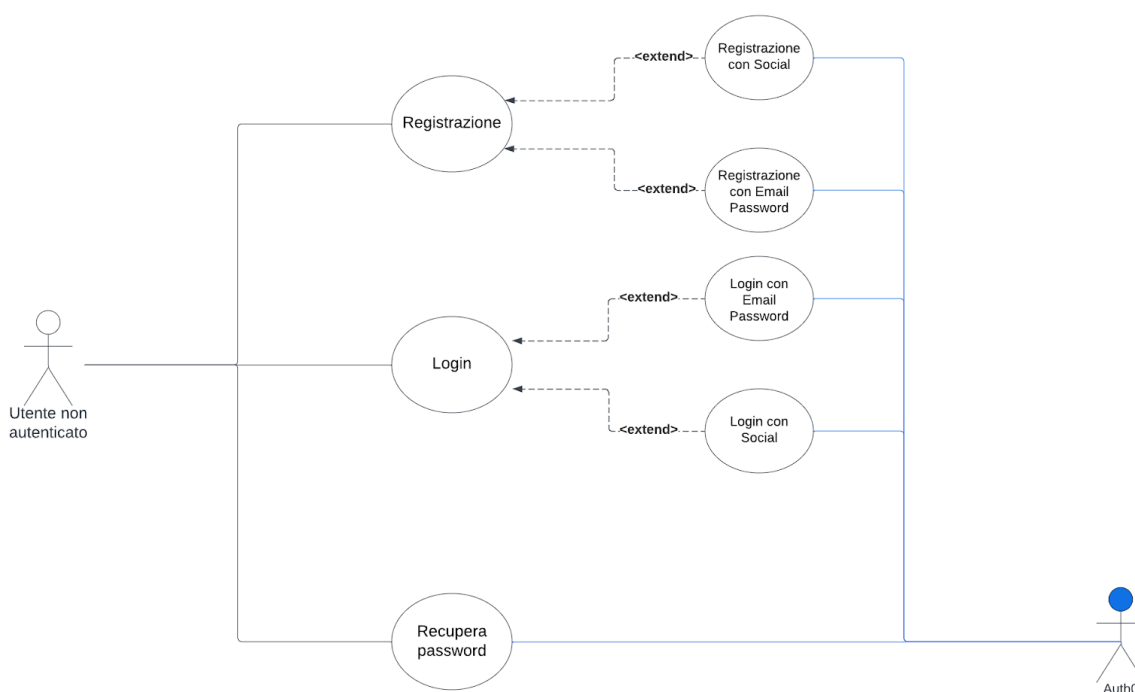 Registrazione
con Social
<extend>
Registrazione
<extend>
Registrazione
con Email
Password
Login con
Email
Password
<extend>
Login
Utente non
autenticato
<extend>
Login con
Social
Recupera
password
Auth0